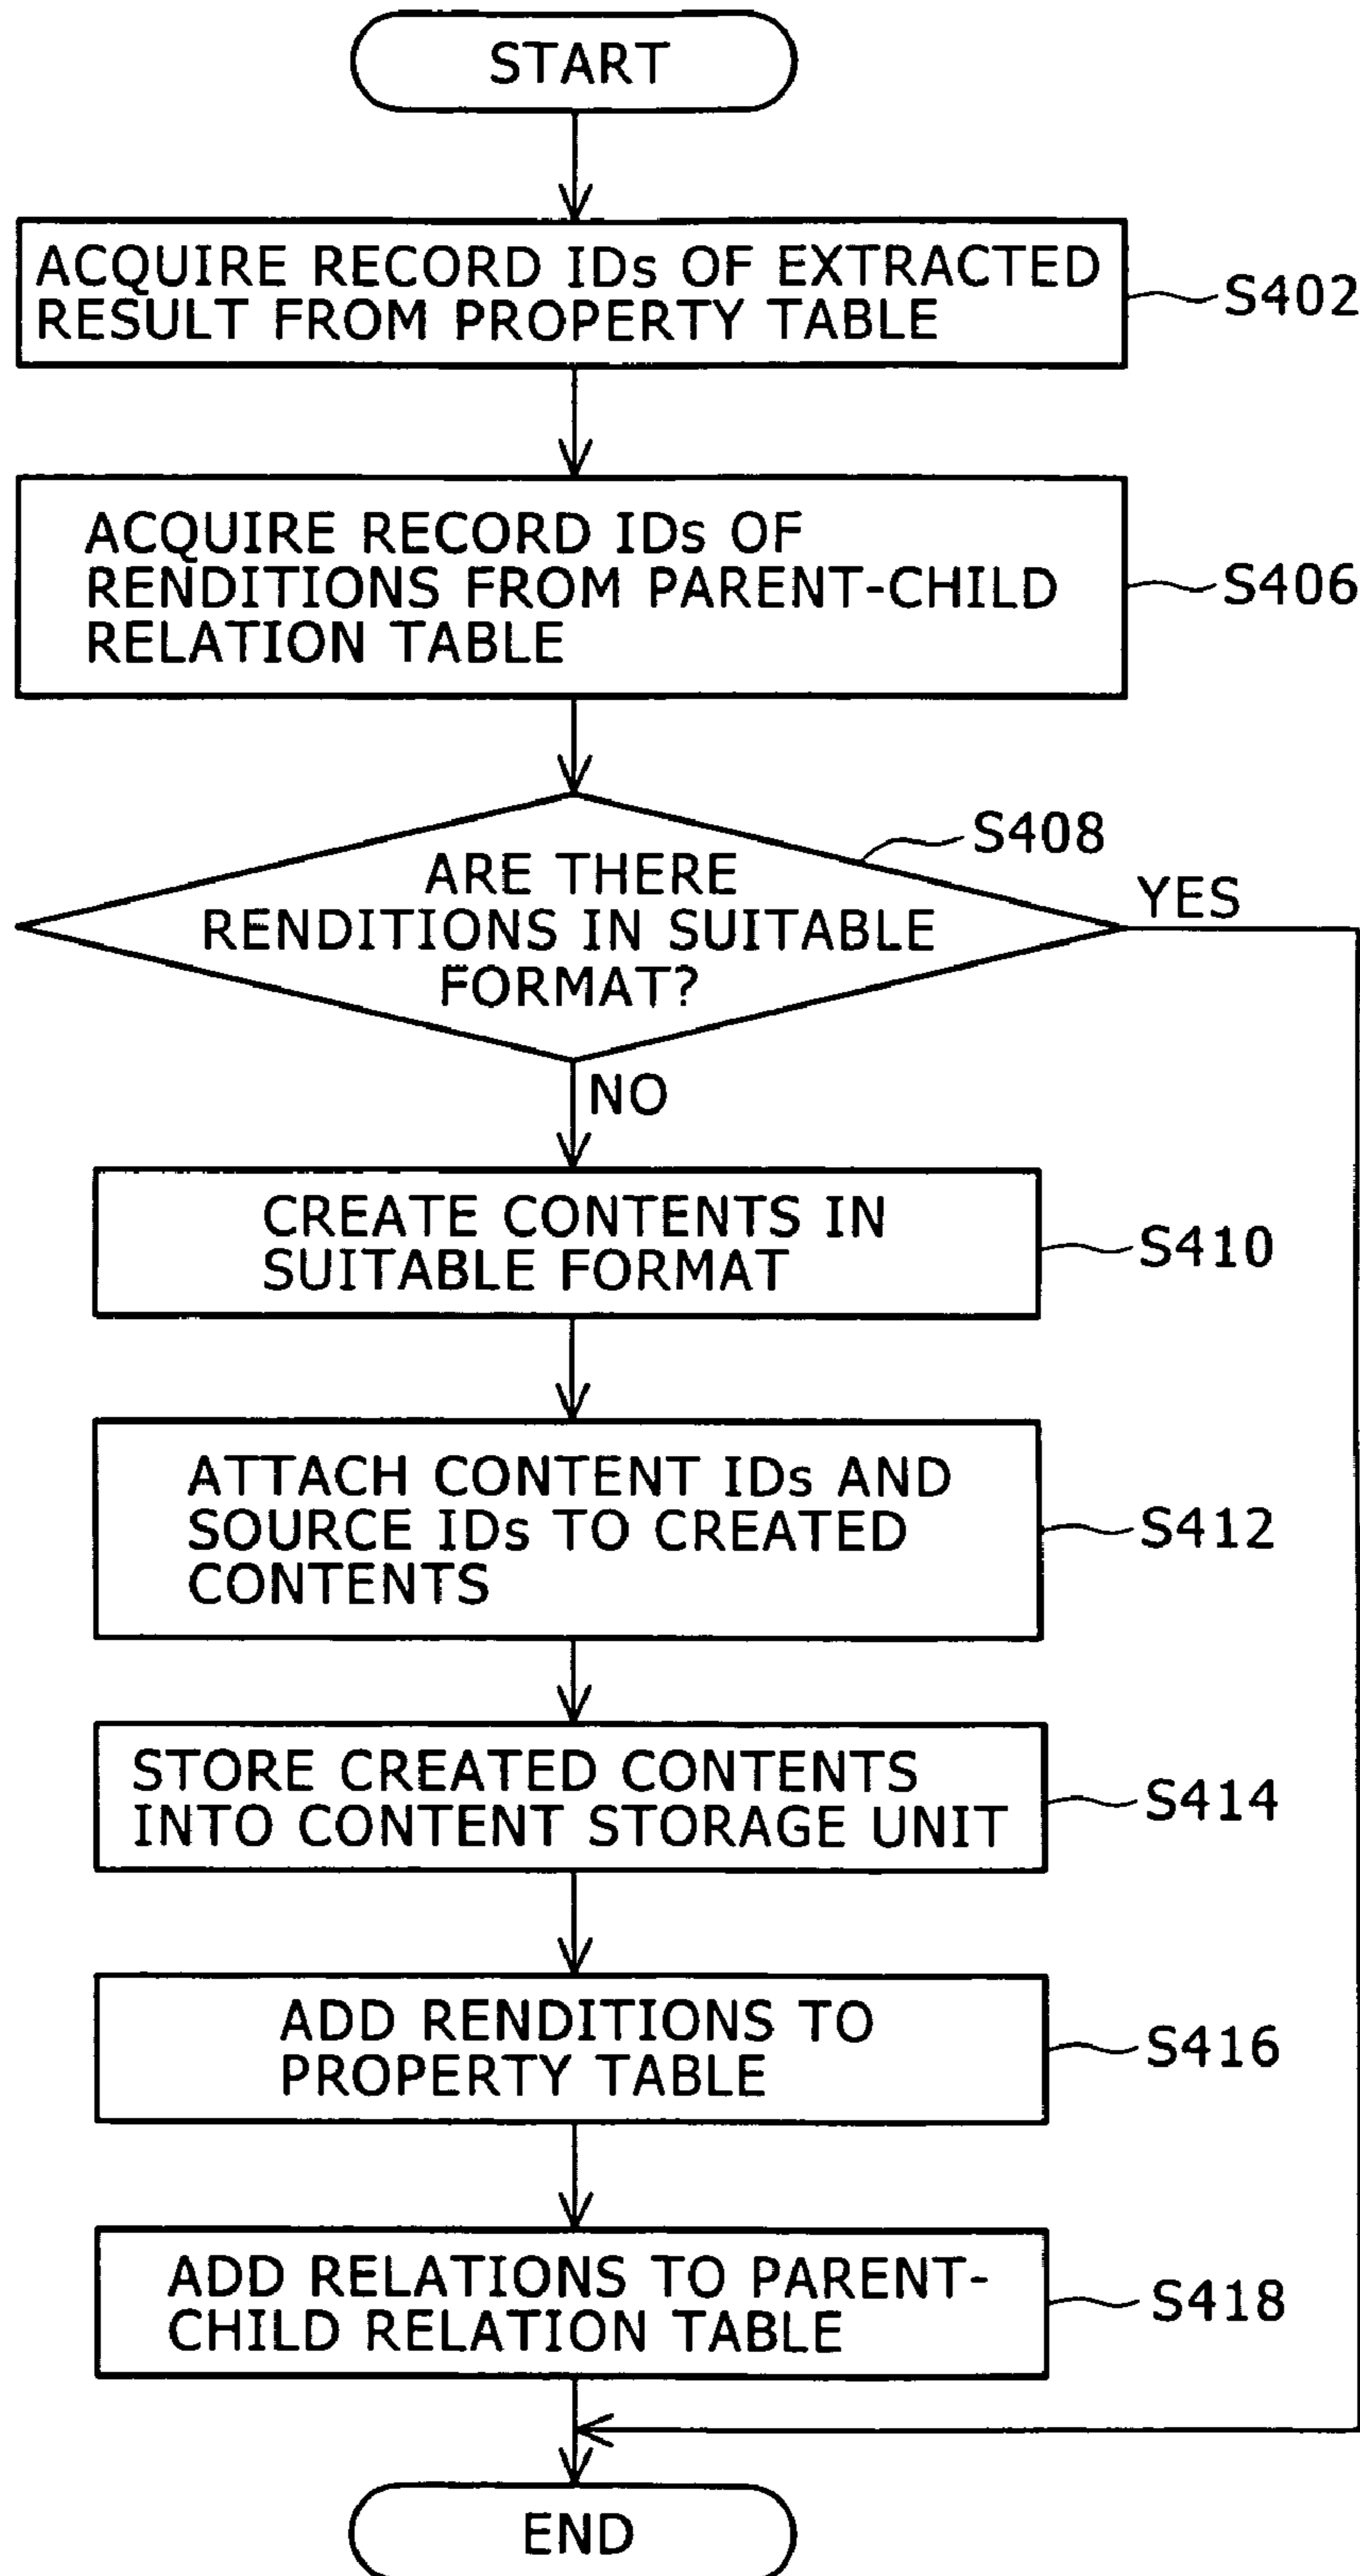 START
ACQUIRE RECORD IDs OF EXTRACTED
RESULT FROM PROPERTY TABLE
S402
ACQUIRE RECORD IDs OF
RENDITIONS FROM PARENT-CHILD
RELATION TABLE
S406
S408
ARE THERE
RENDITIONS IN SUITABLE
FORMAT?
YES
NO
CREATE CONTENTS IN
SUITABLE FORMAT
S410
ATTACH CONTENT IDs AND
SOURCE IDs TO CREATED
CONTENTS
S412
STORE CREATED CONTENTS
INTO CONTENT STORAGE UNIT
S414
ADD RENDITIONS TO
PROPERTY TABLE
S416
ADD RELATIONS TO PARENT-
CHILD RELATION TABLE
S418
END